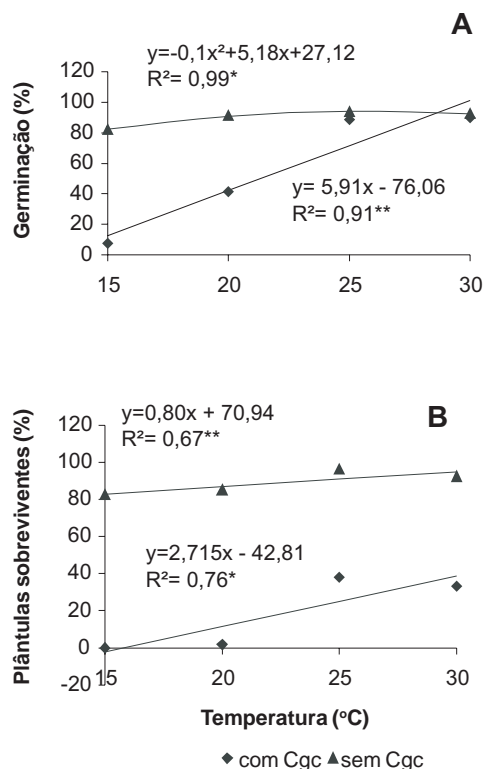 A
y=-0,1x²+5,18x+27,12
R²= 0,99*
Germinação (%)
120
100
80
60
40
20
0
y= 5,91x - 76,06
R²= 0,91**
15 20 25 30
B
y=0,80x + 70,94
R²= 0,67**
Plântulas sobreviventes (%)
120
100
80
60
40
20
0
-20
y=2,715x - 42,81
R²= 0,76*
15 20 25 30
Temperatura (ºC)
com Cgc sem Cgc